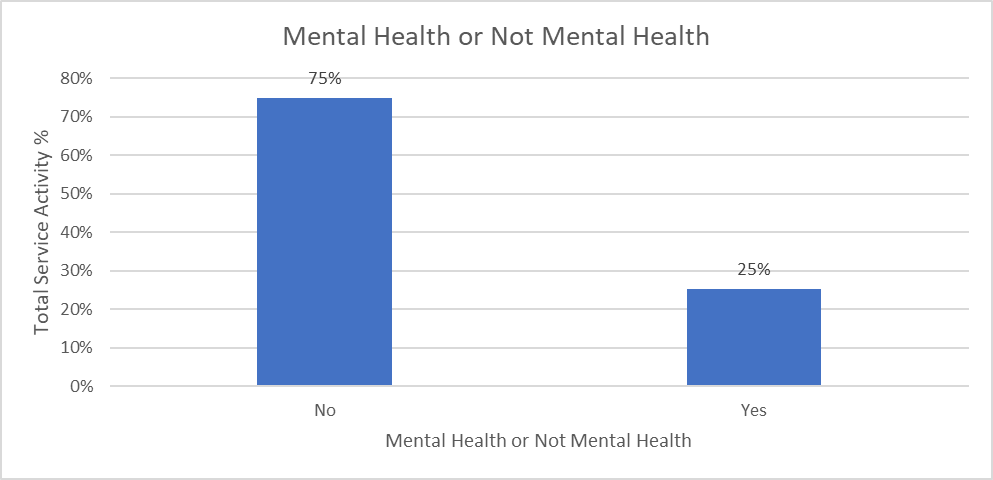 Mental Health or Not Mental Health
80%
75%
70%
60%
50%
40%
30%
25%
20%
10%
0%
Total Service Activity %
No
Yes
Mental Health or Not Mental Health